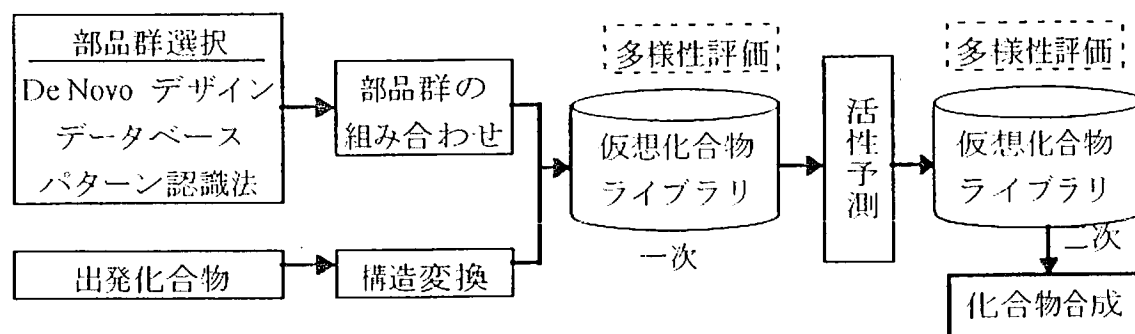 部品群選択
De Novo デザイン
データベース
パターン認識法
部品群の
組み合わせ
出発化合物
構造変換
多様性評価
仮想化合物
ライブラリ
一次
活性予測
多様性評価
仮想化合物
ライブラリ
二次
化合物合成